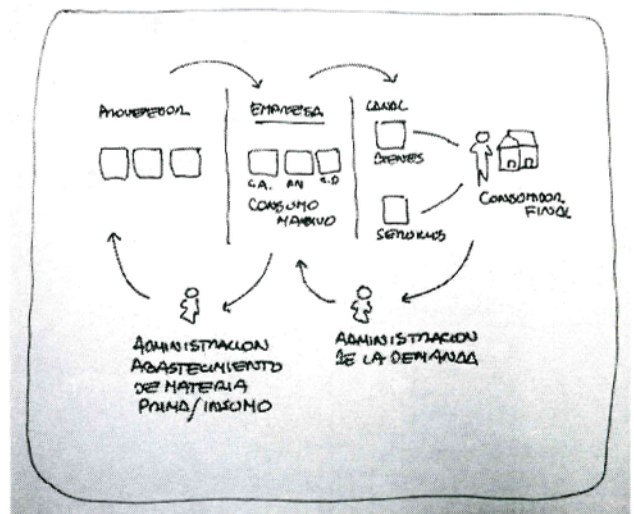 PROVEEDOR
EMPRESA
CANAL
BIENES
SERVICIOS
C.A. AN C.D
CONSUMO
MASIVO
CONSUMIDOR
FINAL
ADMINISTRACION
ABASTECIMIENTO
DE MATERIA
PRIMA/INSUMO
ADMINISTRACION
DE LA DEMANDA